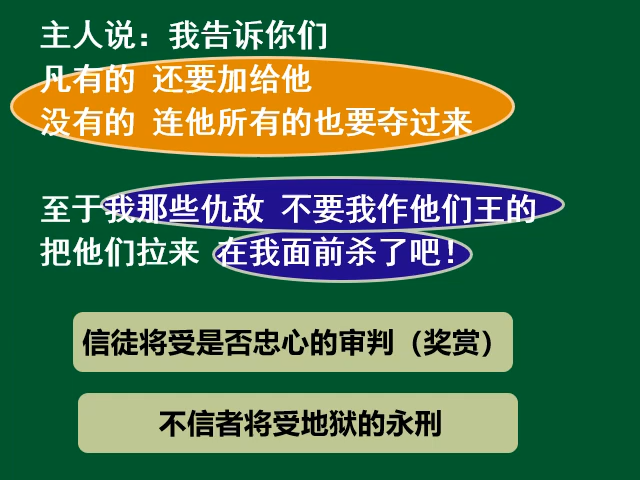 主人说：我告诉你们
凡有的 还要加给他
没有的 连他所有的也要夺过来
至于我那些仇敌 不要我作他们王的
把他们拉来 在我面前杀了吧！
信徒将受是否忠心的审判（奖赏）
不信者将受地狱的永刑